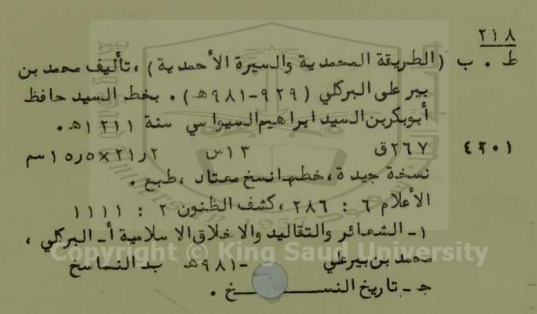 ٢١٨
ط . ب (الطريقة المحمدية والسيرة الأحمدية) ، تأليف محمد بن
بير على البركلي (٩٢٩-٩٨١هـ) . بخط السيد حافظ
أبوبكر بن السيد ابراهيم السيواسي سنة ١٢١١هـ.
٤٢٠١ ٢٦٧ق ١٣س ٢١٫٢×١٥٫٥سم
نسخة جيدة ، خطها نسخ معتاد ، طبع .
الأعلام ٦ : ٢٨٦ ، كشف الظنون ٢ : ١١١١
١- الشعائر والتقاليد والاخلاق الاسلامية أ- البركلي ،
محمد بن بيرعلي -٩٨١هـ ب- الناسخ
ج- تاريخ النسخ .
Copyright © King Saud University